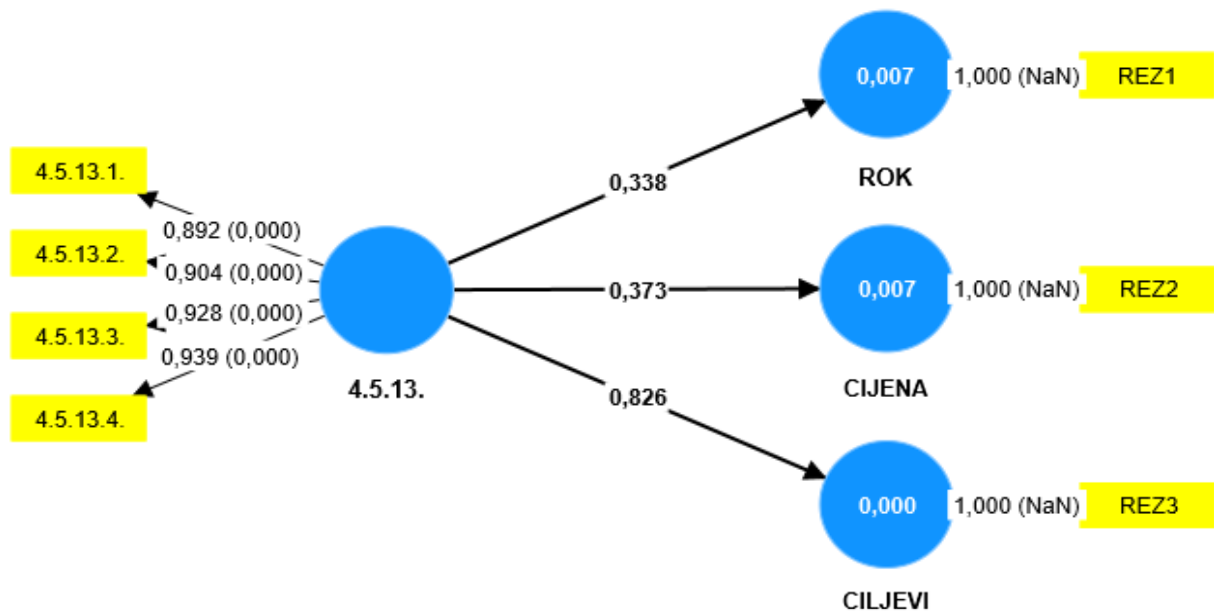 4.5.13.1.
4.5.13.2.
4.5.13.3.
4.5.13.4.
0,892 (0,000)
0,904 (0,000)
0,928 (0,000)
0,939 (0,000)
4.5.13.
0,338
0,373
0,826
0,007
ROK
0,007
CIJENA
0,000
CILJEVI
1,000 (NaN)
REZ1
1,000 (NaN)
REZ2
1,000 (NaN)
REZ3